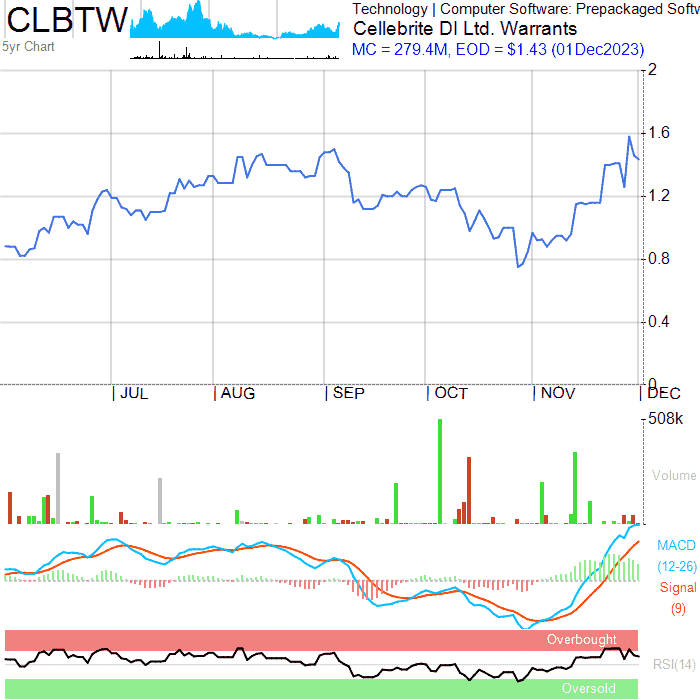 CLBTW
5yr Chart
Technology | Computer Software: Prepackaged Softw
Cellebrite DI Ltd. Warrants
MC = 279.4M, EOD = $1.43 (01Dec2023)
2
1.6
1.2
0.8
0.4
0
JUL
AUG
SEP
OCT
NOV
DEC
508k
Volume
MACD
(12-26)
Signal
(9)
Overbought
RSI(14)
Oversold